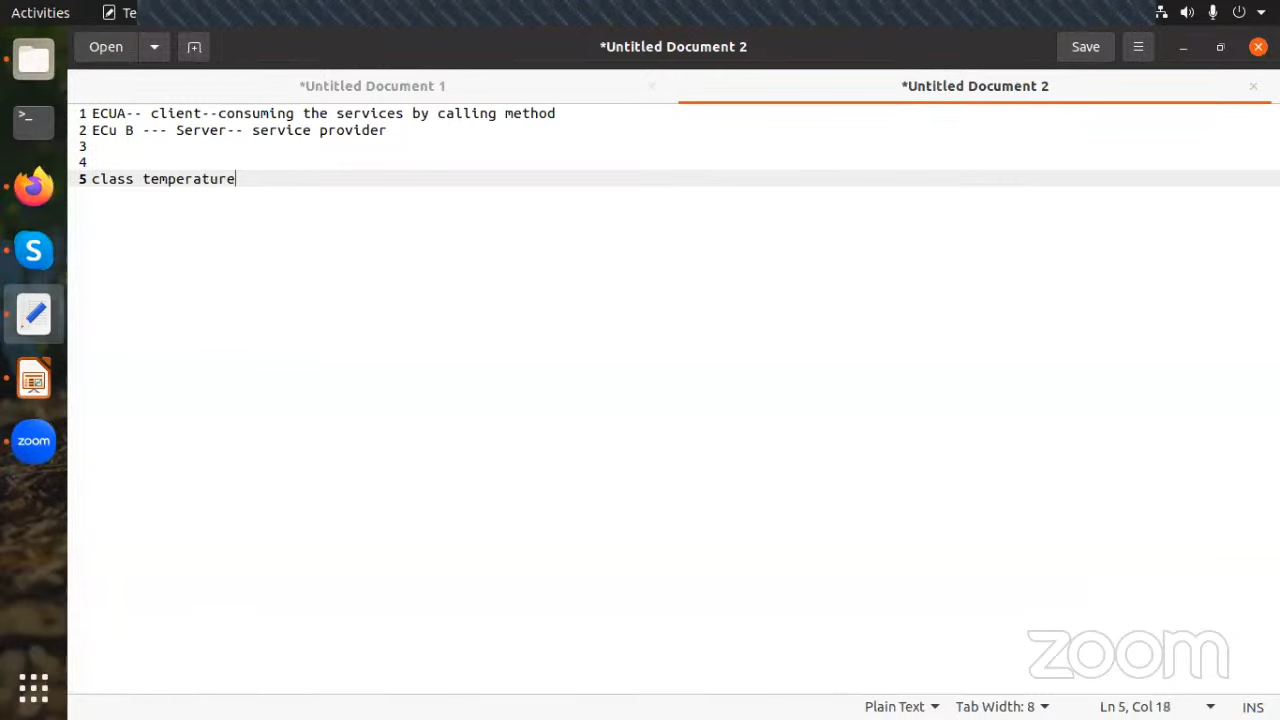 Activities
Te
Open
*Untitled Document 2
Save
*Untitled Document 1
*Untitled Document 2
1 ECUA-- client--consuming the services by calling method
2 ECu B --- Server-- service provider
3
4
5 class temperature
zoom
zoom
Plain Text
Tab Width: 8
Ln 5, Col 18
INS